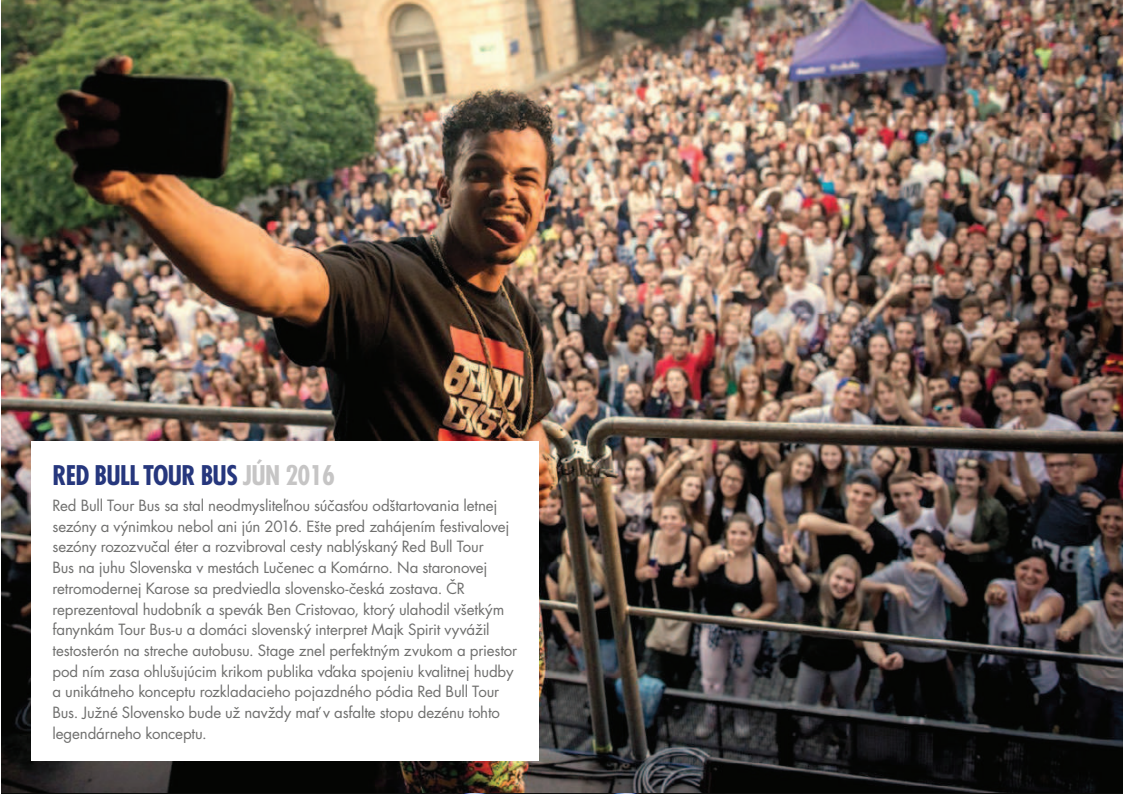 BENNY
CRIST
RED BULL TOUR BUS JÚN 2016
Red Bull Tour Bus sa stal neodmysliteľnou súčasťou odštartovania letnej
sezóny a výnimkou nebol ani jún 2016. Ešte pred zahájením festivalovej
sezóny rozozvučal éter a rozvibroval cesty nablýskaný Red Bull Tour
Bus na juhu Slovenska v mestách Lučenec a Komárno. Na staronovej
retromodernej Karose sa predviedla slovensko-česká zostava. ČR
reprezentoval hudobník a spevák Ben Cristovao, ktorý ulahodil všetkým
fanynkám Tour Bus-u a domáci slovenský interpret Majk Spirit vyvážil
testosterón na streche autobusu. Stage znel perfektným zvukom a priestor
pod ním zasa ohlušujúcim krikom publika vďaka spojeniu kvalitnej hudby
a unikátneho konceptu rozkladacieho pojazdného pódia Red Bull Tour
Bus. Južné Slovensko bude už navždy mať v asfalte stopu dezénu tohto
legendárneho konceptu.